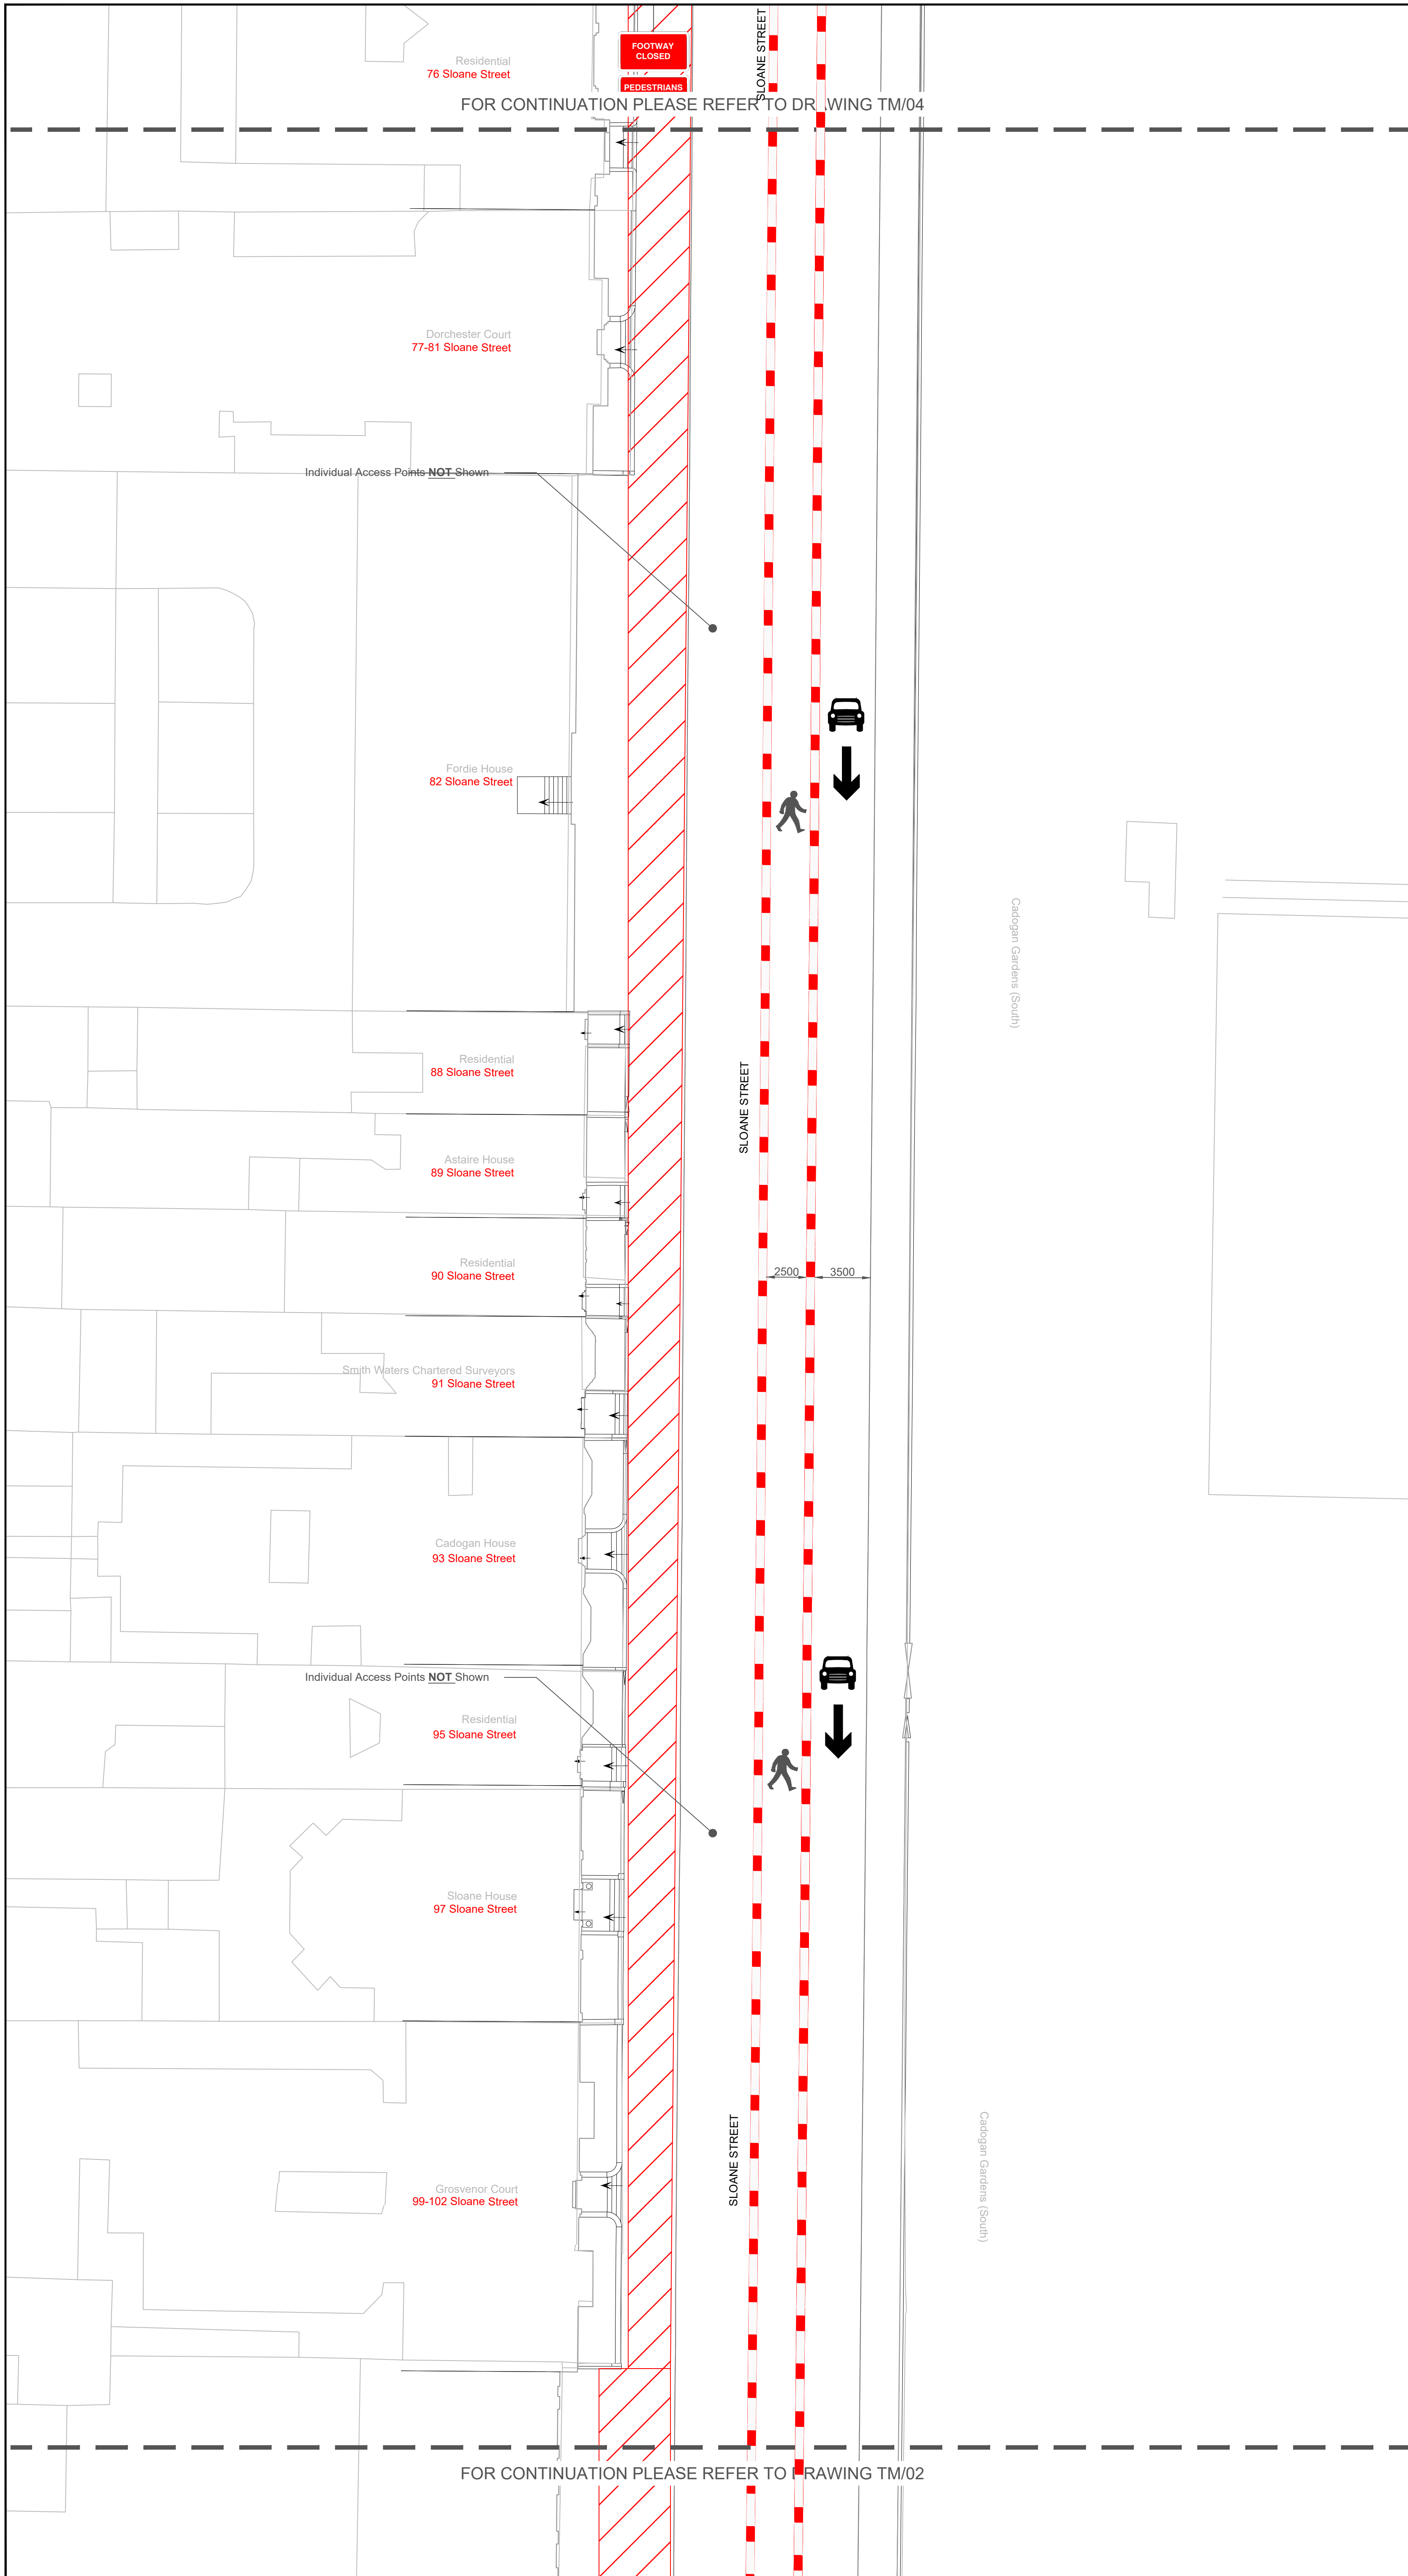 SLOANE STREET
FOOTWAY
CLOSED
Residential
76 Sloane Street
PEDESTRIANS
FOR CONTINUATION PLEASE REFER TO DRAWING TM/04
Dorchester Court
77-81 Sloane Street
Individual Access Points NOT Shown
Fordie House
82 Sloane Street
Cadogan Gardens (South)
Residential
88 Sloane Street
SLOANE STREET
Astaire House
89 Sloane Street
Residential
90 Sloane Street
2500
3500
Smith Waters Chartered Surveyors
91 Sloane Street
Cadogan House
93 Sloane Street
Individual Access Points NOT Shown
Residential
95 Sloane Street
Sloane House
97 Sloane Street
SLOANE STREET
Cadogan Gardens (South)
Grosvenor Court
99-102 Sloane Street
FOR CONTINUATION PLEASE REFER TO DRAWING TM/02